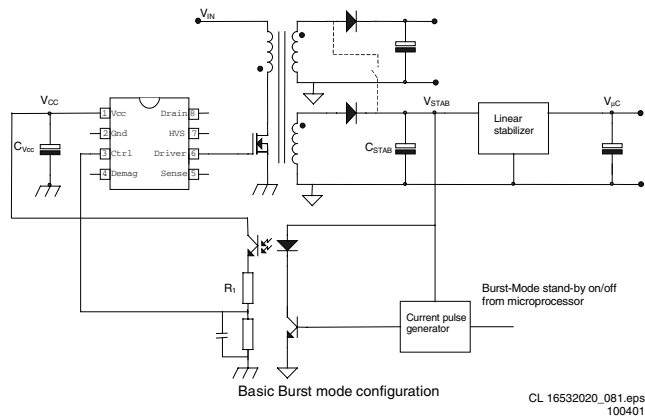 V_IN
V_CC
V_STAB
V_µC
1 Vcc Drain 8
2 Gnd HVS 7
3 Ctrl Driver 6
4 Demag Sense 5
C_Vcc
C_STAB
Linear
stabilizer
R_1
Burst-Mode stand-by on/off
from microprocessor
Current pulse
generator
Basic Burst mode configuration
CL 16532020_081.eps
100401